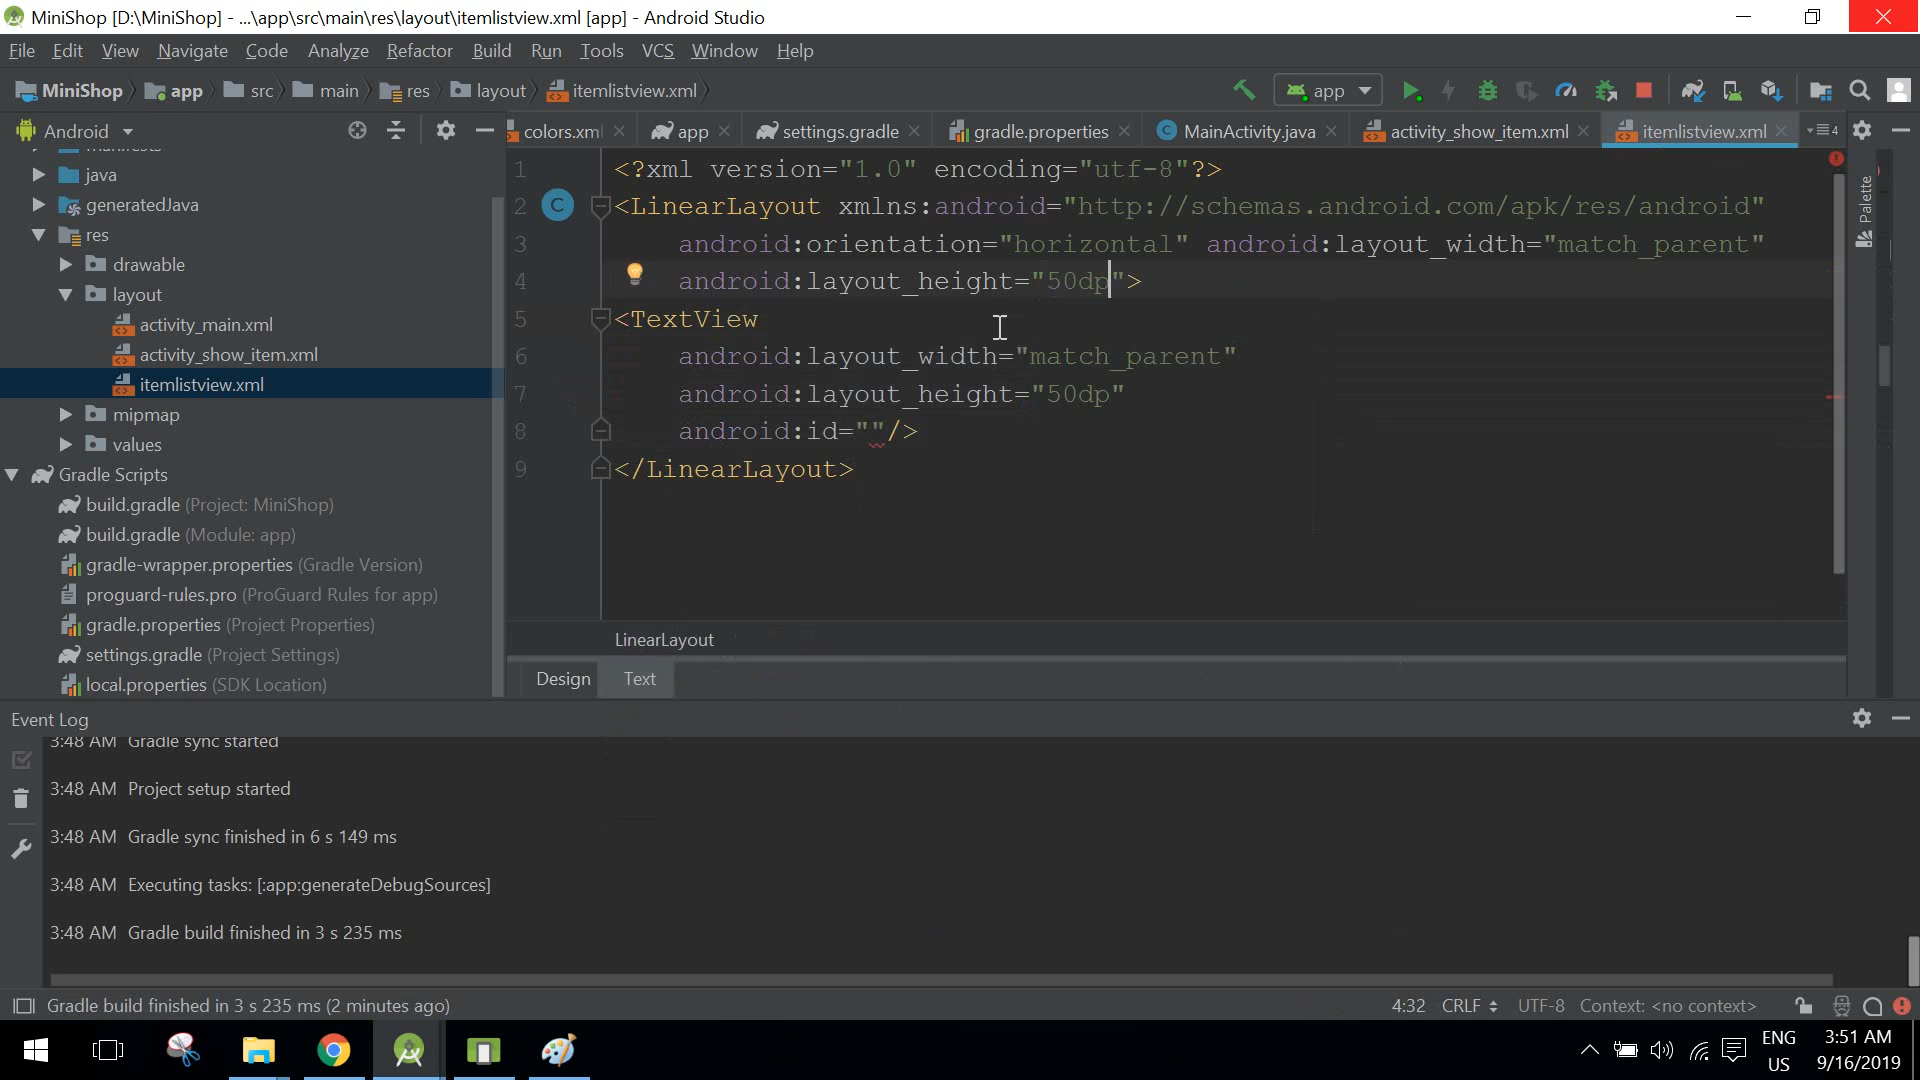 MiniShop [D:\MiniShop] - ...\app\src\main\res\layout\itemlistview.xml [app] - Android Studio
File Edit View Navigate Code Analyze Refactor Build Run Tools VCS Window Help
MiniShop app src main res layout itemlistview.xml app
Android colors.xml app settings.gradle gradle.properties MainActivity.java activity_show_item.xml itemlistview.xml 4
manifests
java
generatedJava
res
drawable
layout
activity_main.xml
activity_show_item.xml
itemlistview.xml
mipmap
values
Gradle Scripts
build.gradle (Project: MiniShop)
build.gradle (Module: app)
gradle-wrapper.properties (Gradle Version)
proguard-rules.pro (ProGuard Rules for app)
gradle.properties (Project Properties)
settings.gradle (Project Settings)
local.properties (SDK Location)
1 <?xml version="1.0" encoding="utf-8"?>
2 C <LinearLayout xmlns:android="http://schemas.android.com/apk/res/android"
3 android:orientation="horizontal" android:layout_width="match_parent"
4 android:layout_height="50dp">
5 <TextView
6 android:layout_width="match_parent"
7 android:layout_height="50dp"
8 android:id=""/>
9 </LinearLayout>
Palette
LinearLayout
Design Text
Event Log
3:48 AM Gradle sync started
3:48 AM Project setup started
3:48 AM Gradle sync finished in 6 s 149 ms
3:48 AM Executing tasks: [:app:generateDebugSources]
3:48 AM Gradle build finished in 3 s 235 ms
Gradle build finished in 3 s 235 ms (2 minutes ago) 4:32 CRLF UTF-8 Context: <no context>
ENG
US
3:51 AM
9/16/2019